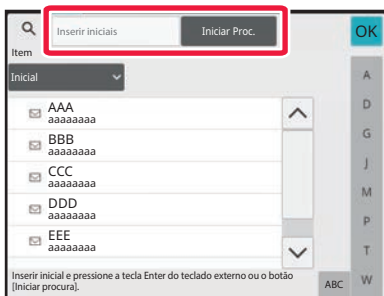 Inserir iniciais
Iniciar Proc.
OK
Item
Inicial
AAA
aaaaaaaa
BBB
aaaaaaaa
CCC
aaaaaaaa
DDD
aaaaaaaa
EEE
aaaaaaaa
A
D
G
J
M
P
T
W
Inserir inicial e pressione a tecla Enter do teclado externo ou o botão
[Iniciar procura].
ABC